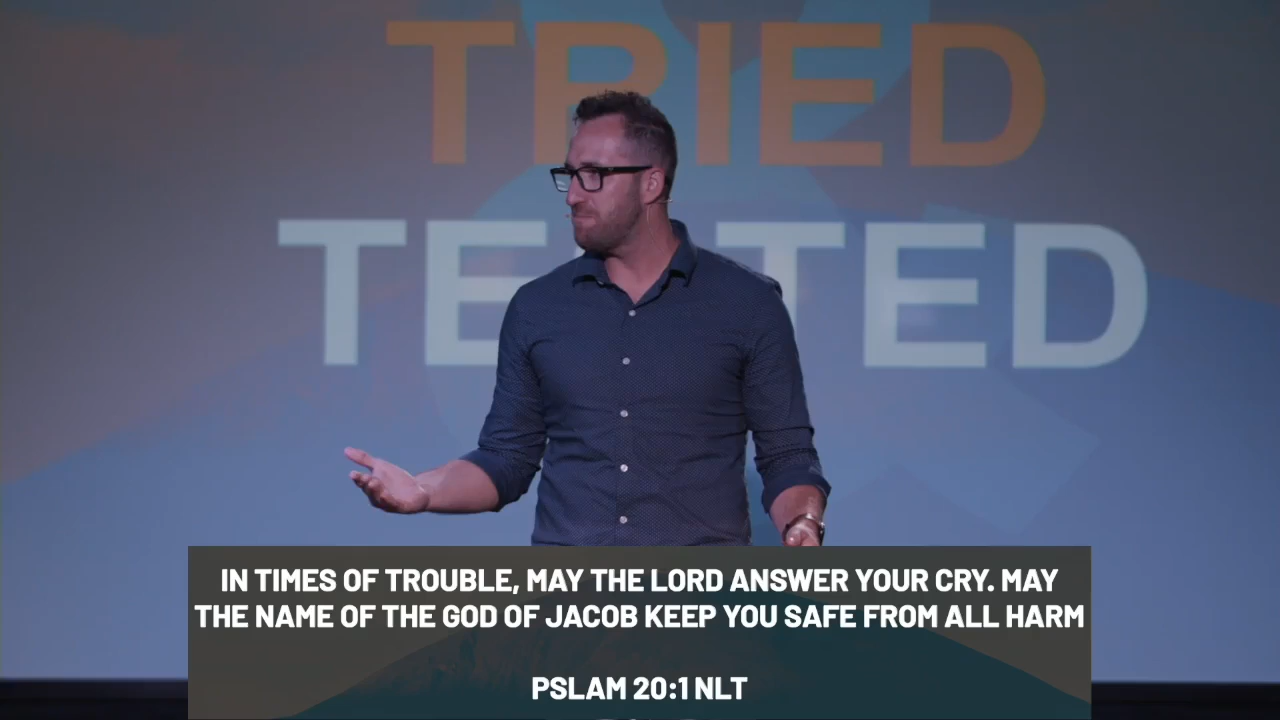 TRIED
TESTED
IN TIMES OF TROUBLE, MAY THE LORD ANSWER YOUR CRY. MAY
THE NAME OF THE GOD OF JACOB KEEP YOU SAFE FROM ALL HARM
PSLAM 20:1 NLT